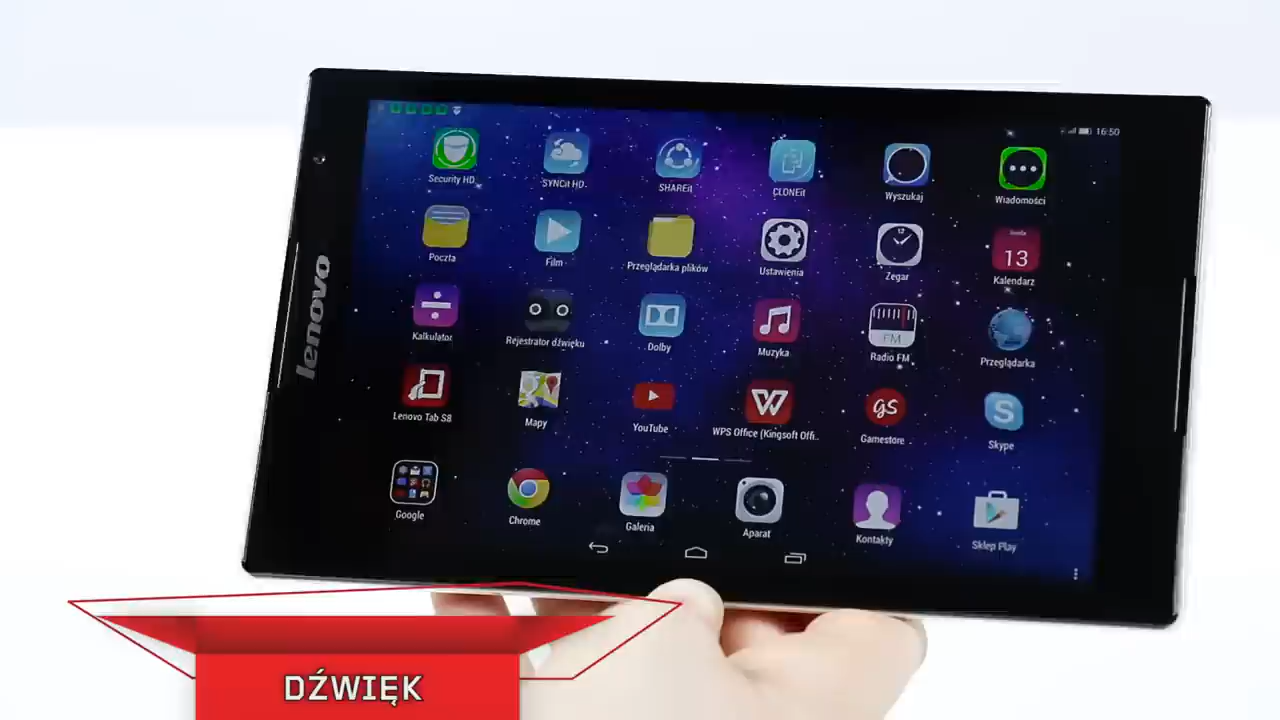 16:50
Security HD
SYNCit HD
SHAREit
CLONEit
Wyszukaj
Wiadomości
Poczta
Film
Przeglądarka plików
Ustawienia
12
Zegar
13
Kalendarz
Kalkulator
Rejestrator dźwięku
Dolby
Muzyka
FM
Radio FM
Przeglądarka
Lenovo Tab S8
Mapy
YouTube
WPS Office (Kingsoft Offi..
GS
Gamestore
Skype
Google
Chrome
Galeria
Aparat
Kontakty
Sklep Play
lenovo
DŹWIĘK